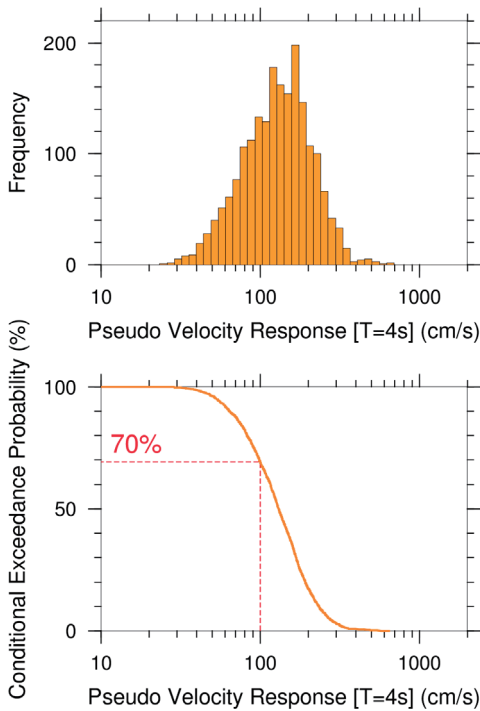 200
100
0
Frequency
10 100 1000
Pseudo Velocity Response [T=4s] (cm/s)
100
50
0
Conditional Exceedance Probability (%)
70%
10 100 1000
Pseudo Velocity Response [T=4s] (cm/s)